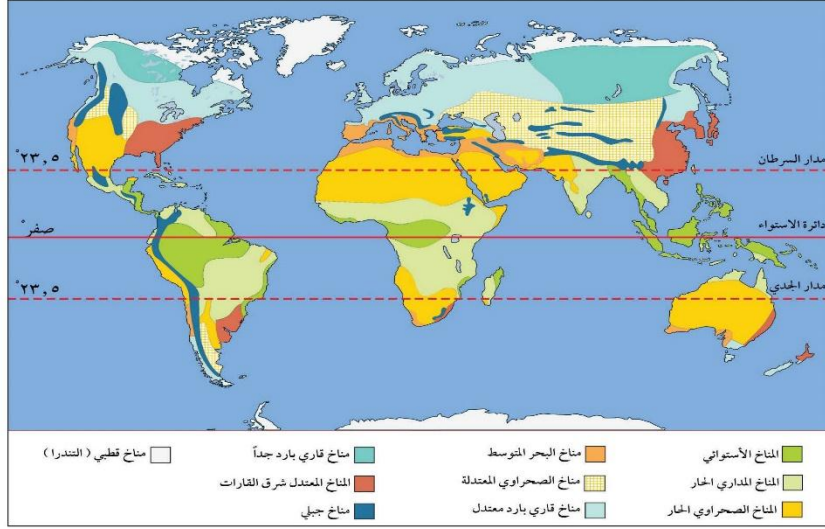 مدار السرطان
°٢٣,٥
دائرة الاستواء
صفر°
مدار الجدي
°٢٣,٥
المناخ الأستوائي
مناخ البحر المتوسط
مناخ قاري بارد جداً
مناخ قطبي (التندرا)
المناخ المداري الحار
مناخ الصحراوي المعتدلة
المناخ المعتدل شرق القارات
المناخ الصحراوي الحار
مناخ قاري بارد معتدل
مناخ جبلي